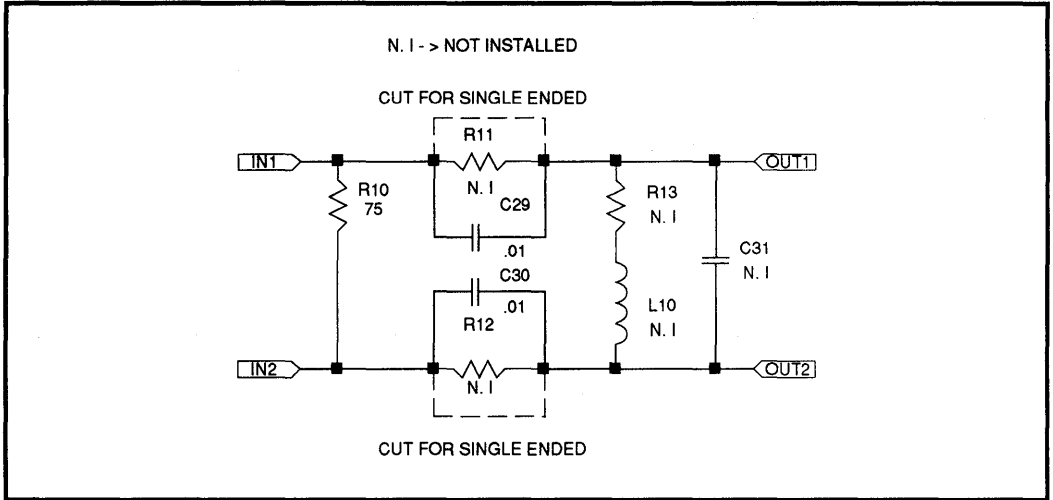 N. I - > NOT INSTALLED
CUT FOR SINGLE ENDED
R11
IN1
OUT1
N. I
R10
75
C29
R13
N. I
.01
C31
N. I
C30
.01
L10
N. I
R12
IN2
OUT2
N. I
CUT FOR SINGLE ENDED